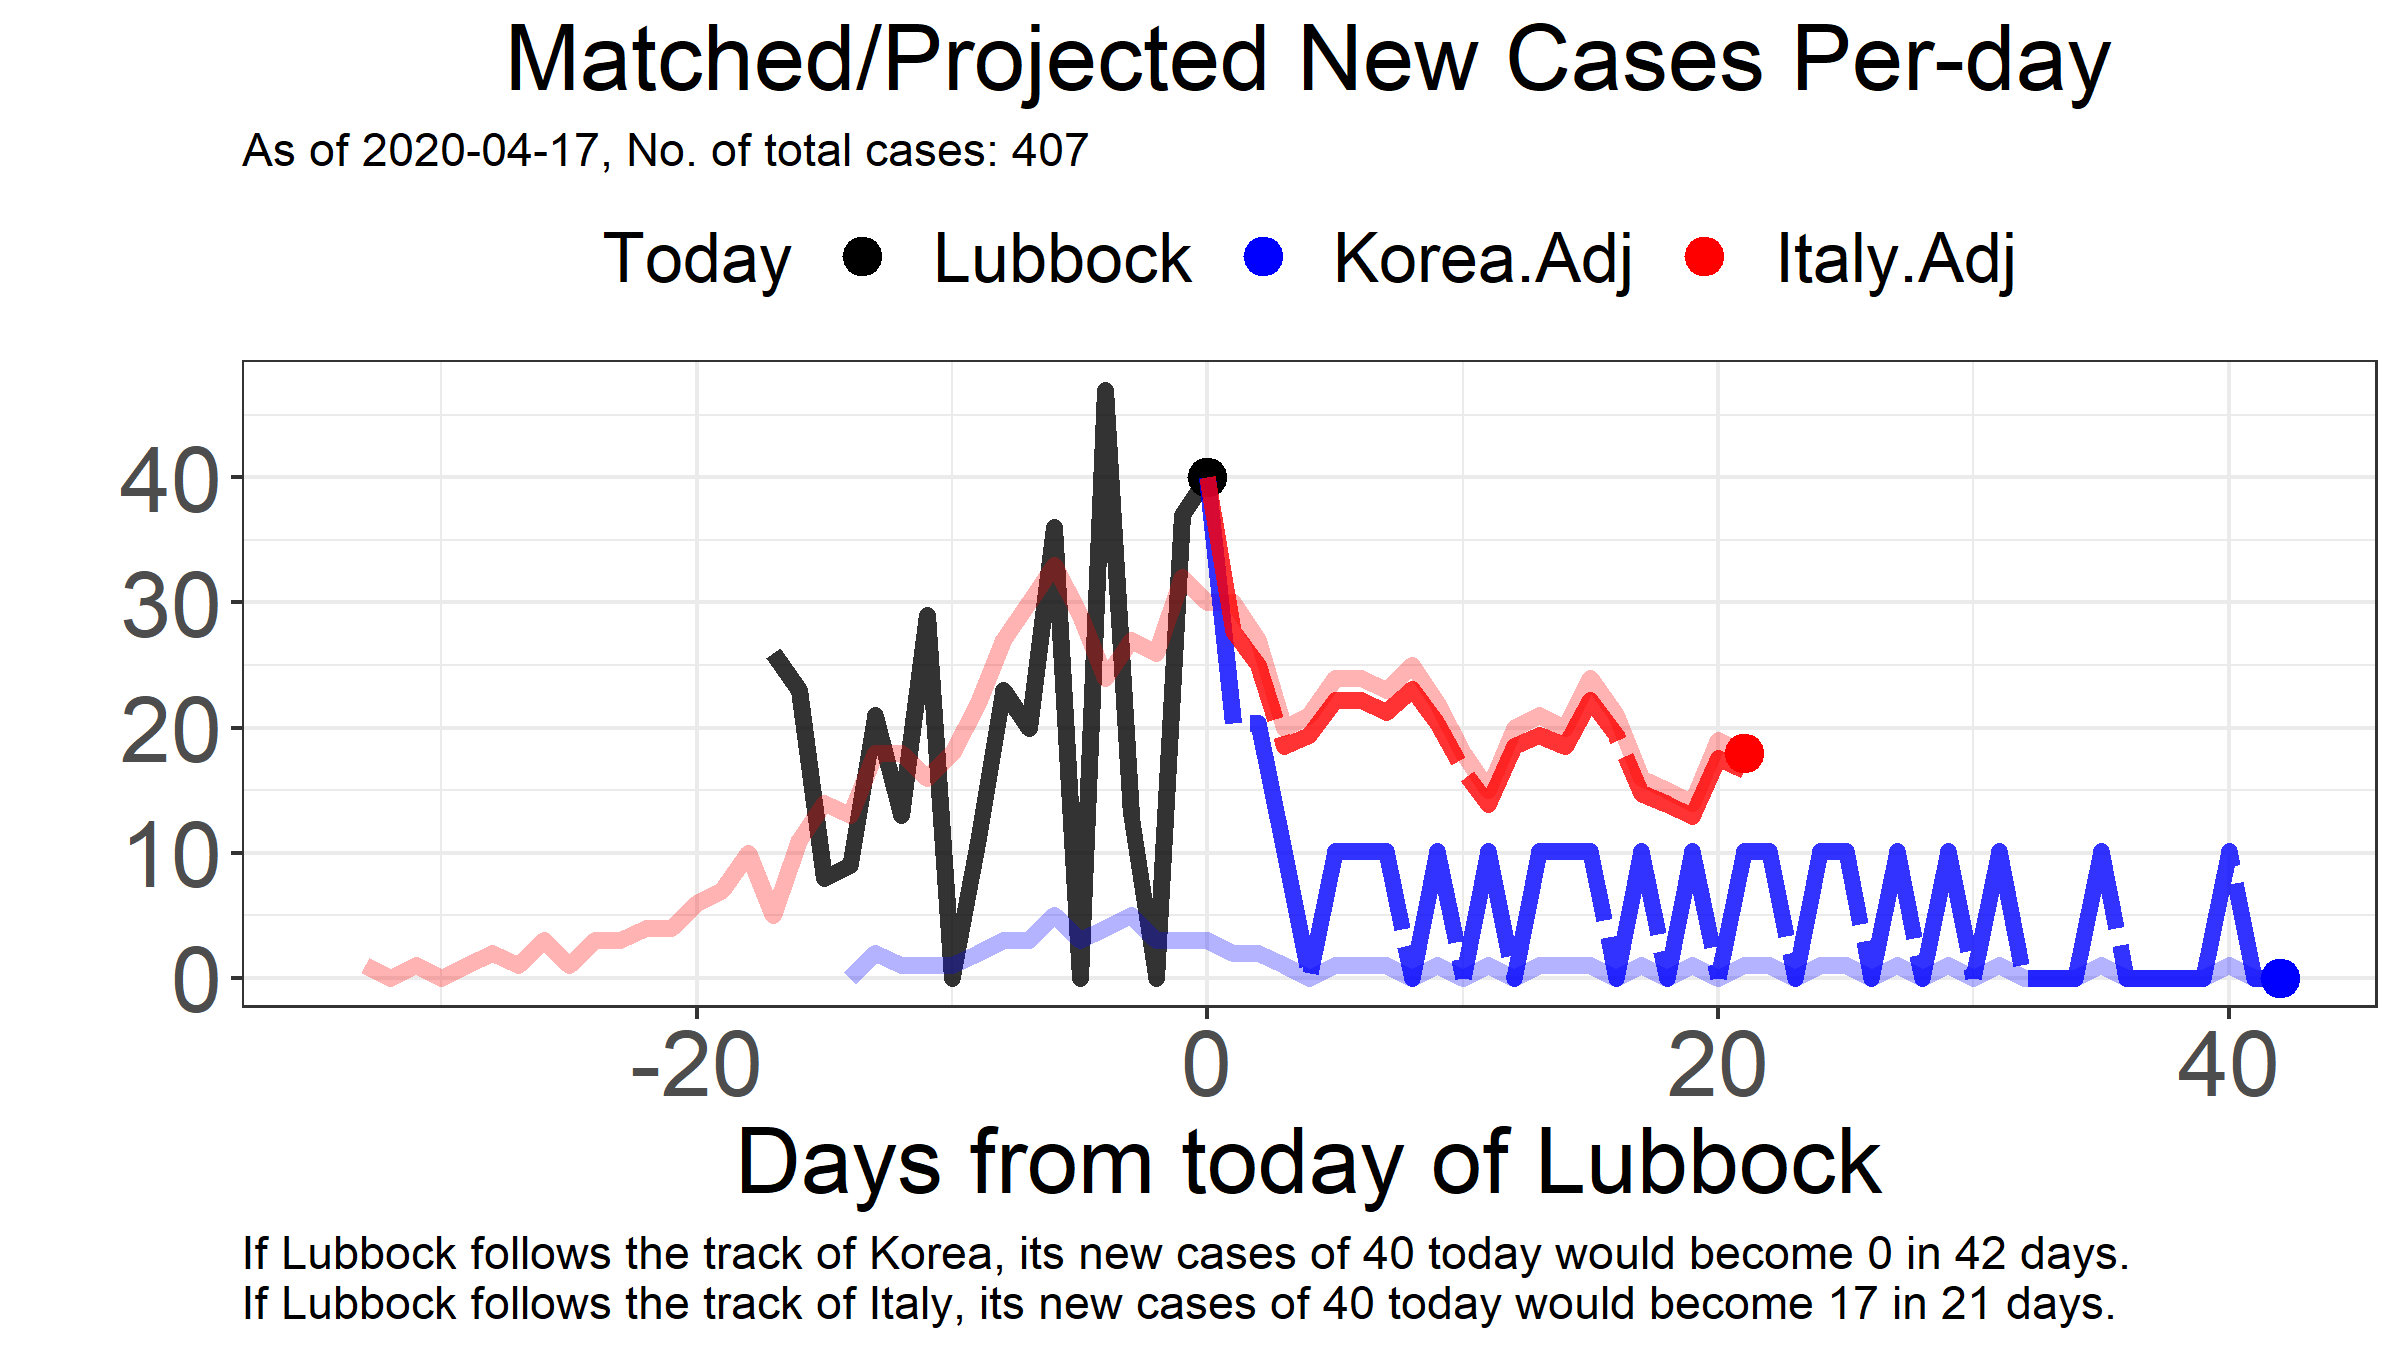 Matched/Projected New Cases Per-day
As of 2020-04-17, No. of total cases: 407
Today Lubbock Korea.Adj Italy.Adj
40
30
20
10
0
-20 0 20 40
Days from today of Lubbock
If Lubbock follows the track of Korea, its new cases of 40 today would become 0 in 42 days.
If Lubbock follows the track of Italy, its new cases of 40 today would become 17 in 21 days.